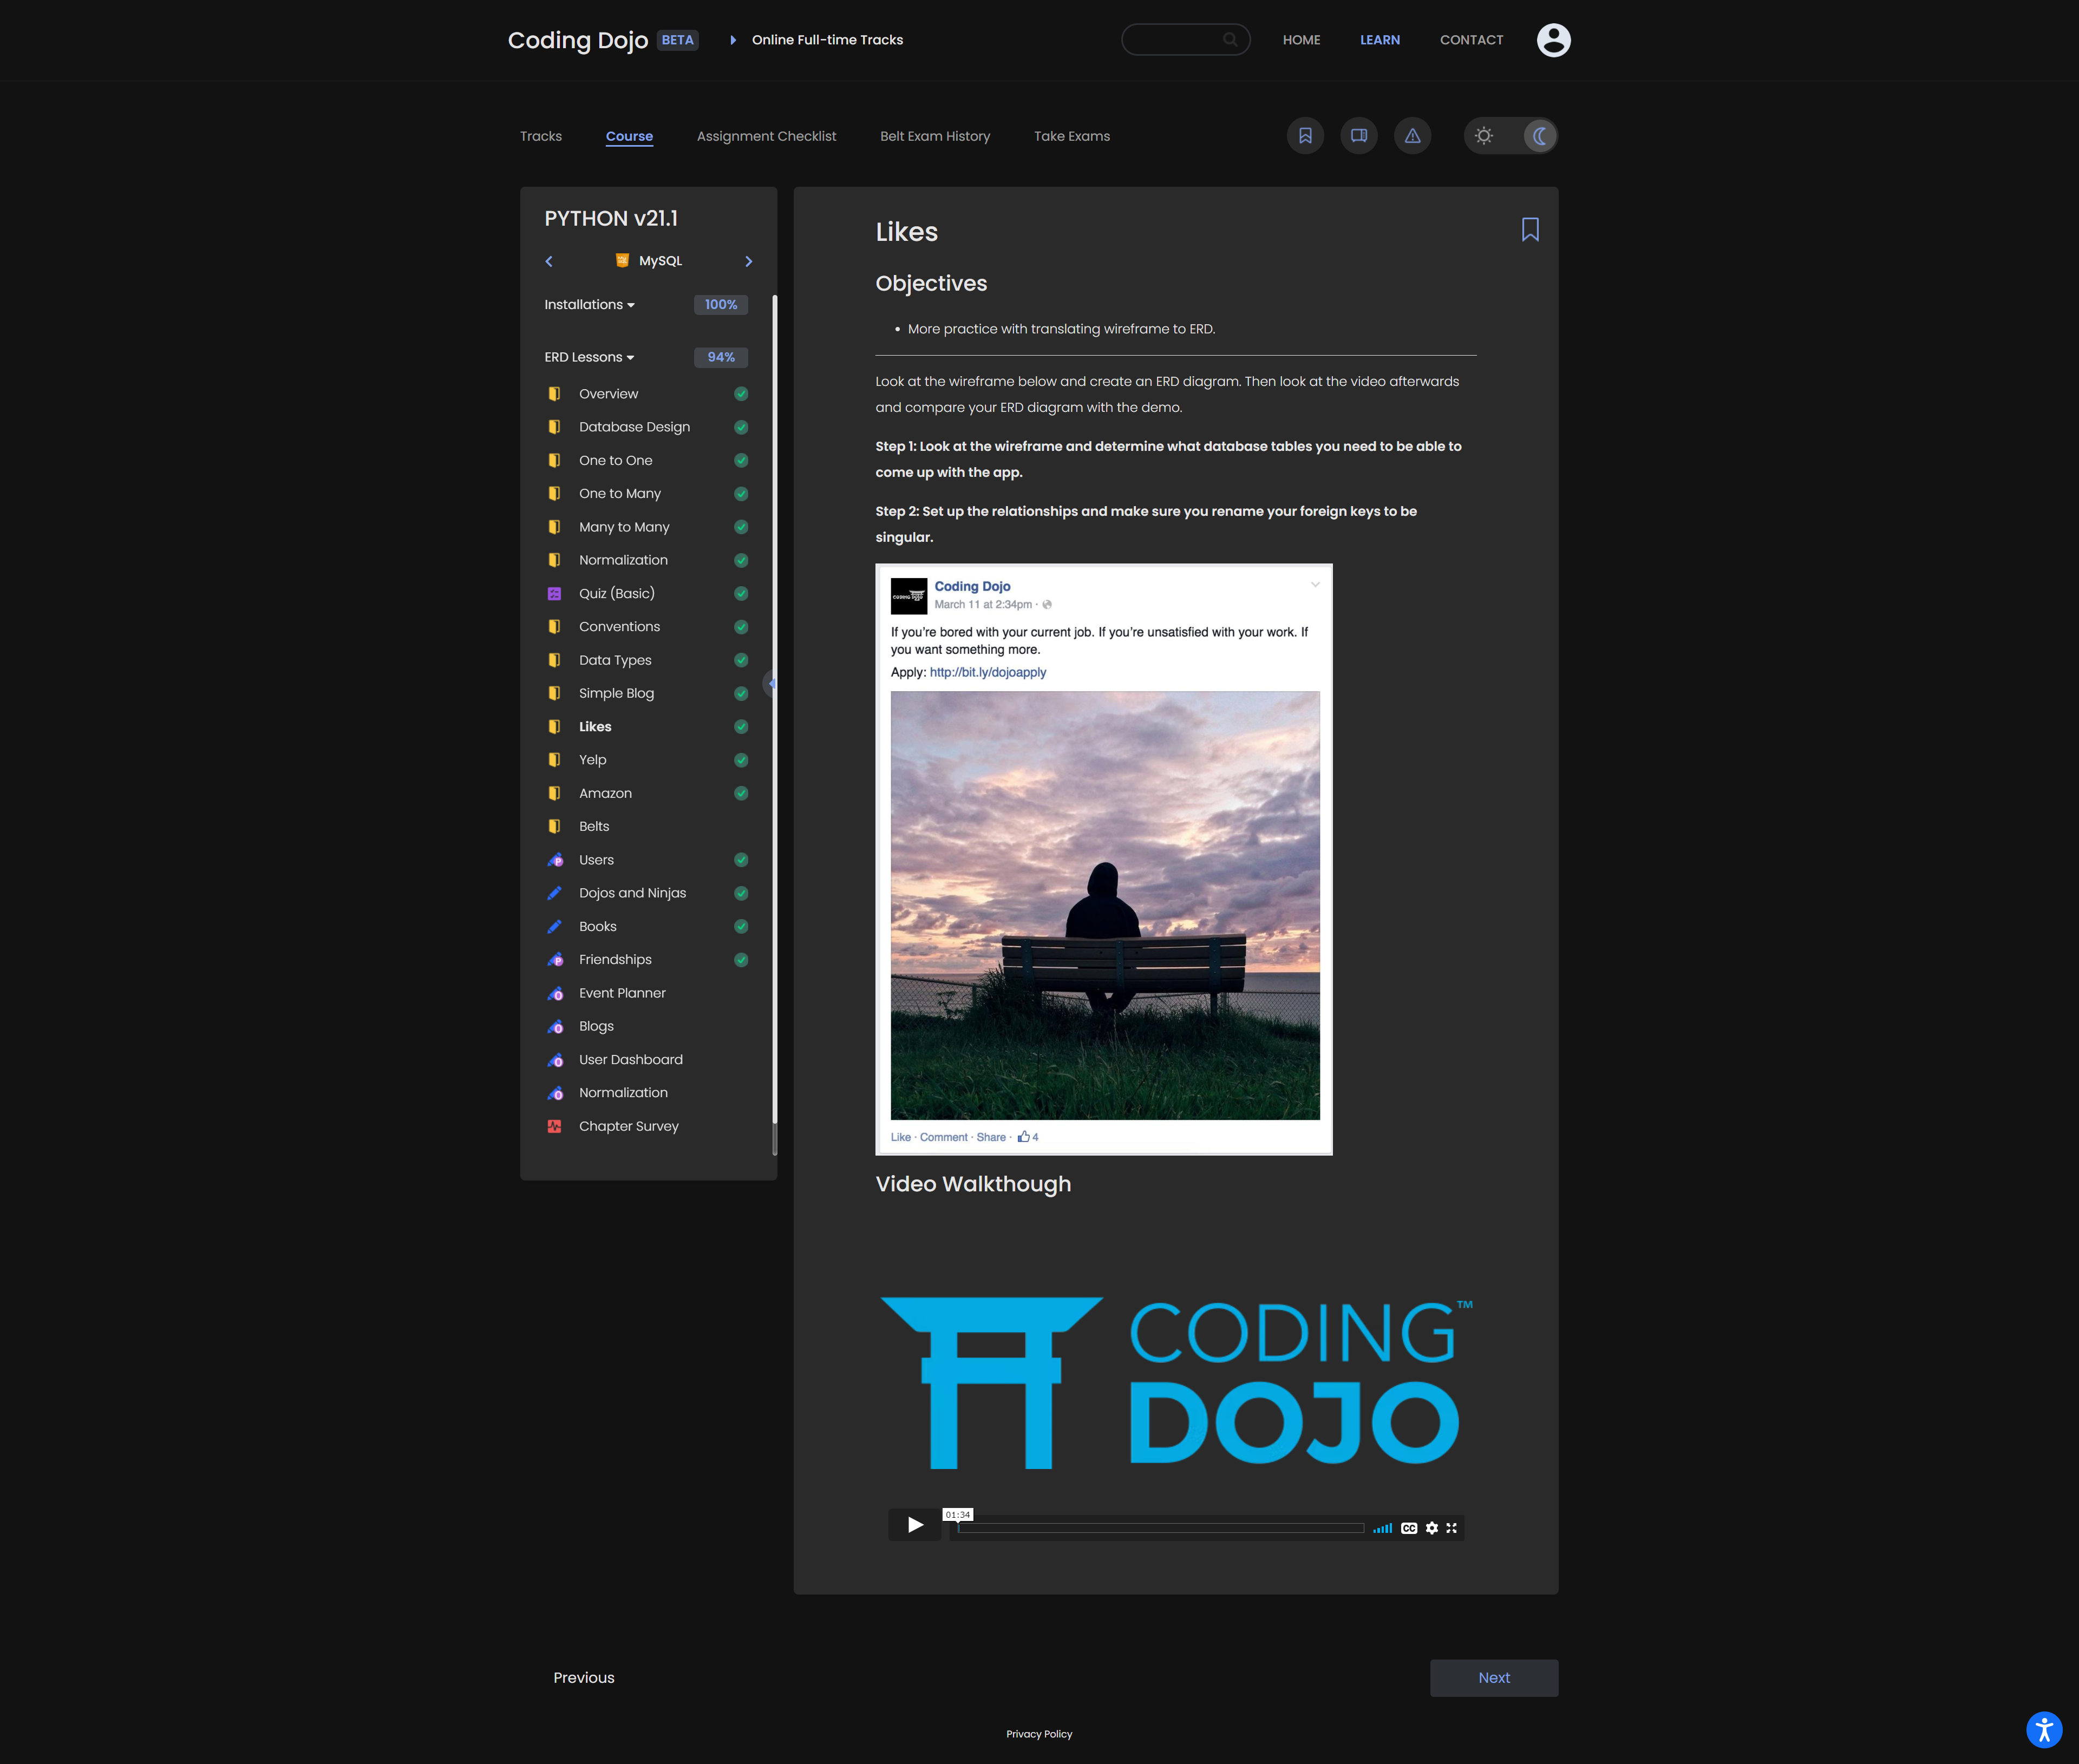 Coding Dojo BETA
Online Full-time Tracks
HOME
LEARN
CONTACT
Tracks
Course
Assignment Checklist
Belt Exam History
Take Exams
PYTHON v21.1
MySQL
Installations
100%
ERD Lessons
94%
Overview
Database Design
One to One
One to Many
Many to Many
Normalization
Quiz (Basic)
Conventions
Data Types
Simple Blog
Likes
Yelp
Amazon
Belts
Users
Dojos and Ninjas
Books
Friendships
Event Planner
Blogs
User Dashboard
Normalization
Chapter Survey
Likes
Objectives
• More practice with translating wireframe to ERD.
Look at the wireframe below and create an ERD diagram. Then look at the video afterwards
and compare your ERD diagram with the demo.
Step 1: Look at the wireframe and determine what database tables you need to be able to
come up with the app.
Step 2: Set up the relationships and make sure you rename your foreign keys to be
singular.
CODING DOJO
Coding Dojo
March 11 at 2:34pm ·
If you're bored with your current job. If you're unsatisfied with your work. If
you want something more.
Apply: http://bit.ly/dojoapply
Like · Comment · Share · 4
Video Walkthough
CODING™
DOJO
01:34
CC
Previous
Next
Privacy Policy